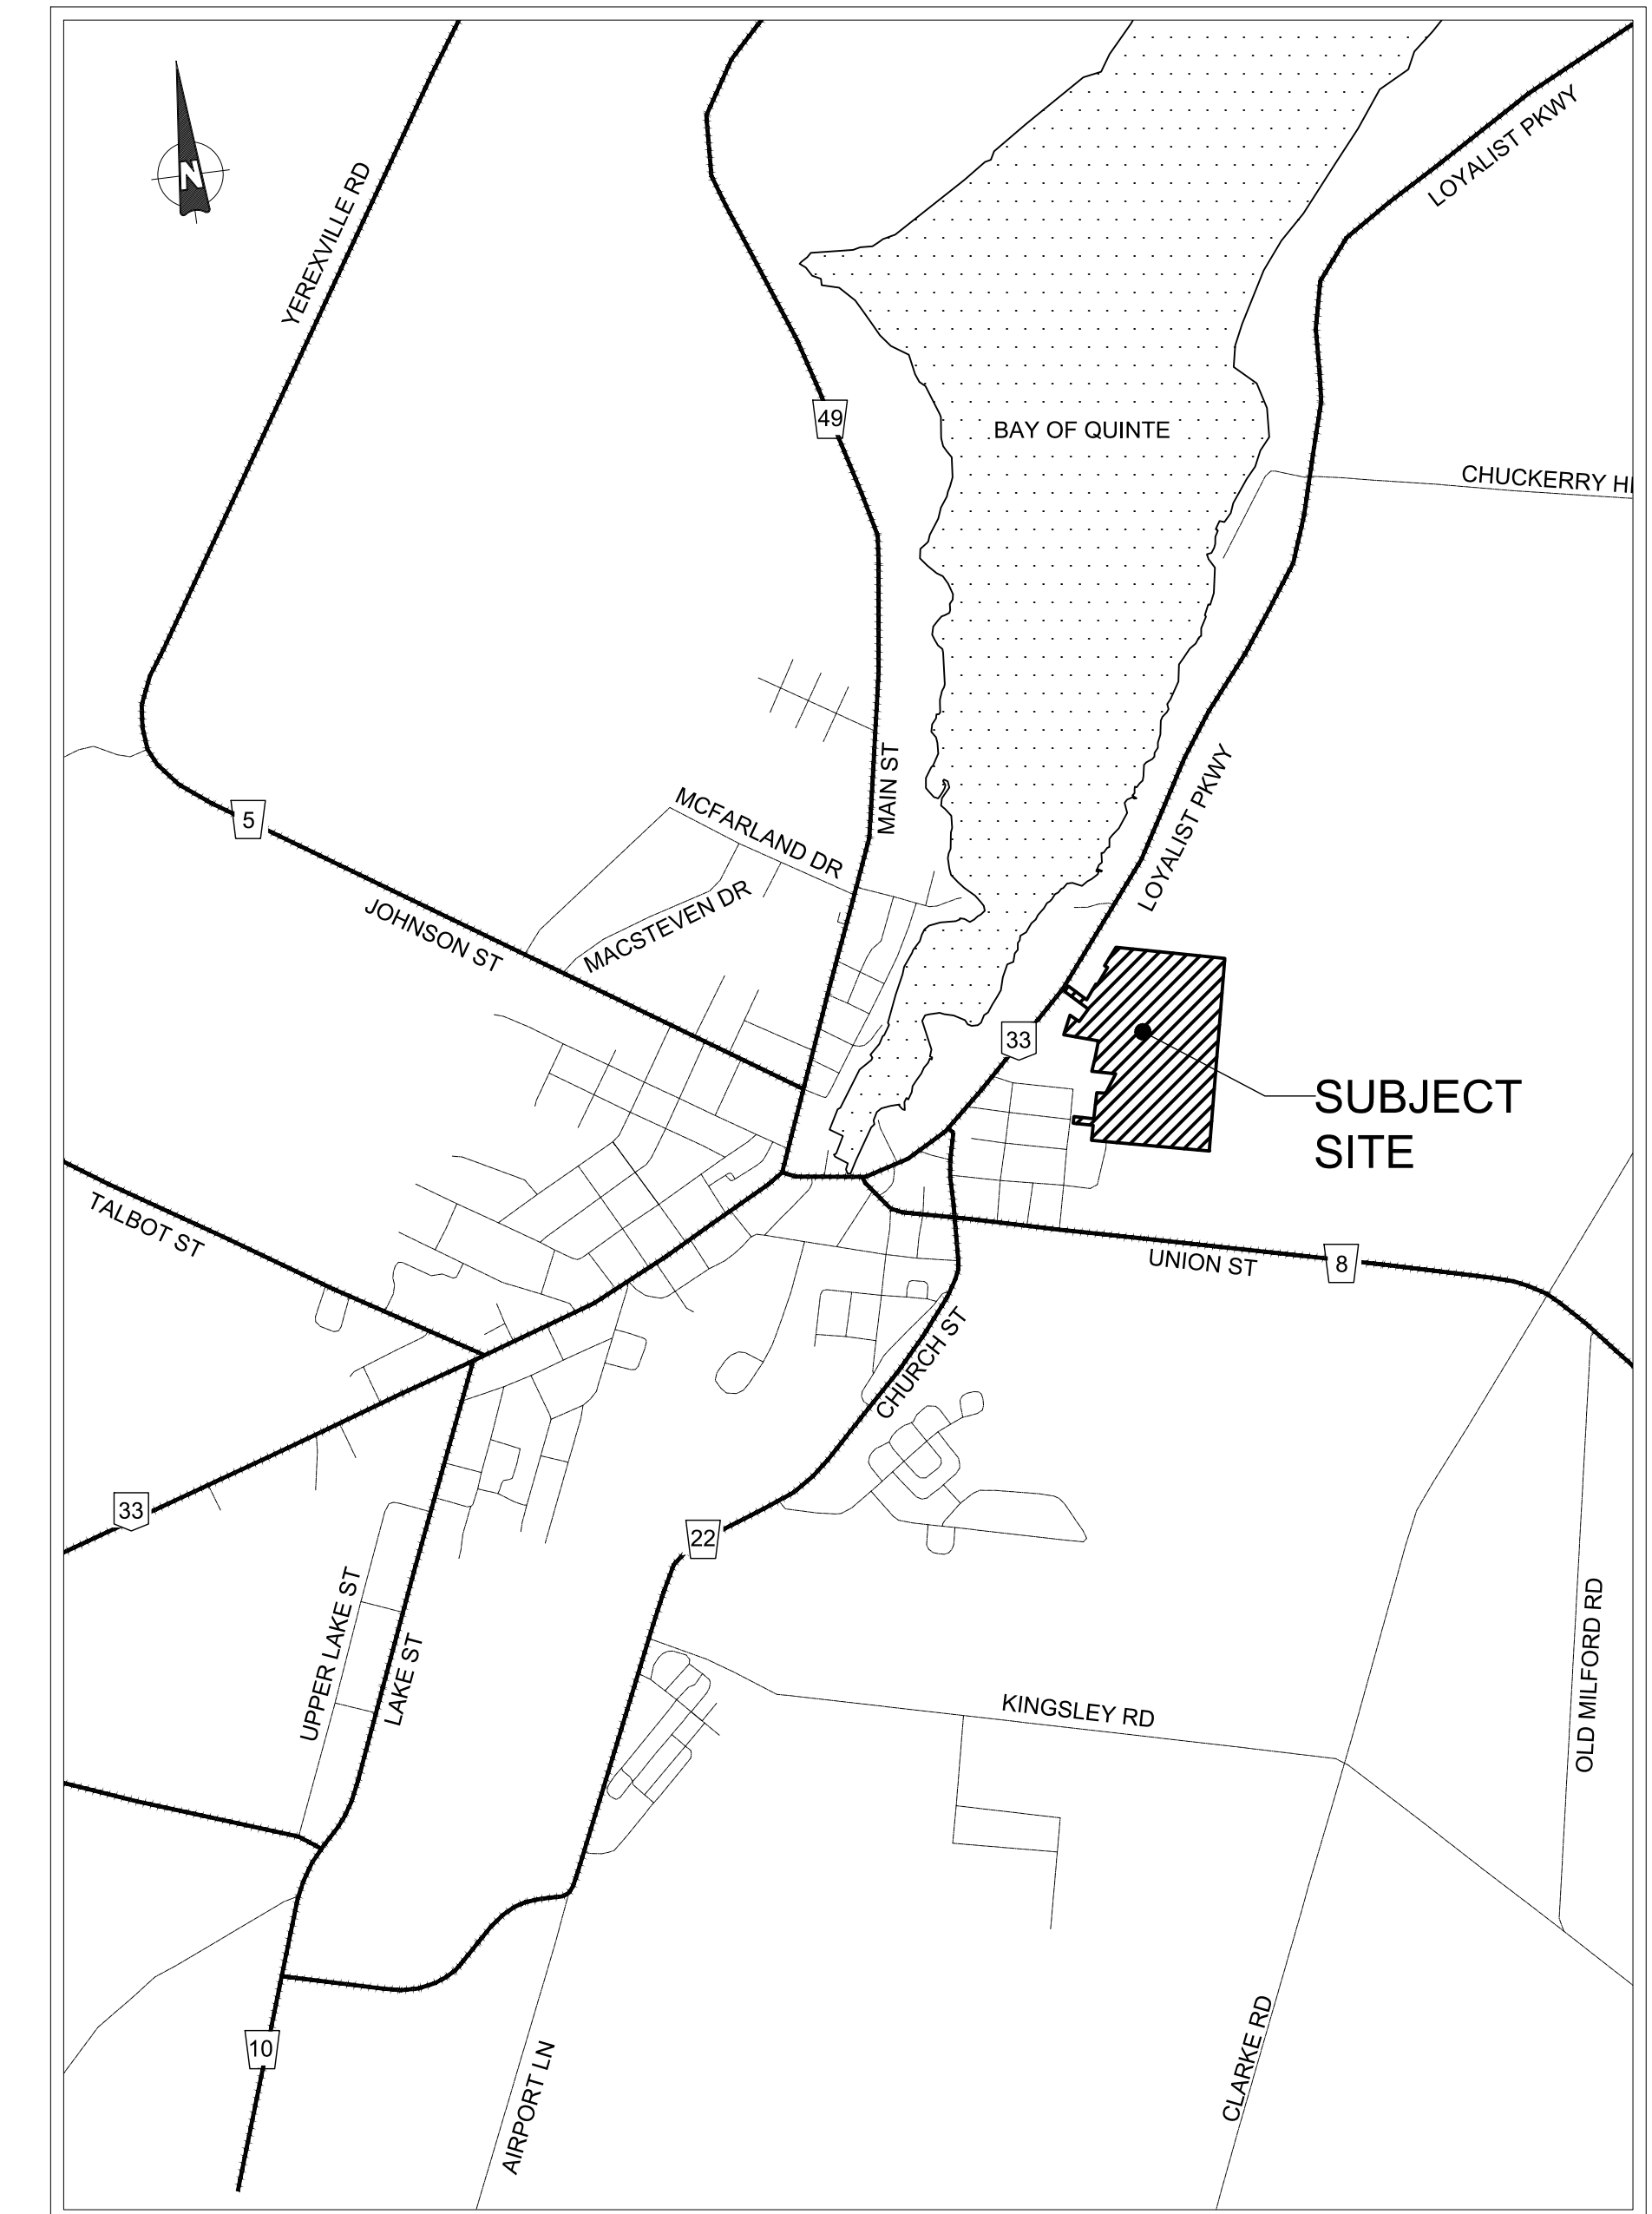 LOYALIST PKWY
N
YEREXVILLE RD
49
BAY OF QUINTE
CHUCKERRY HI
MAIN ST
LOYALIST PKWY
5
MCFARLAND DR
MACSTEVEN DR
JOHNSON ST
33
SUBJECT
SITE
TALBOT ST
UNION ST
8
CHURCH ST
33
22
UPPER LAKE ST
LAKE ST
KINGSLEY RD
OLD MILFORD RD
10
AIRPORT LN
CLARKE RD